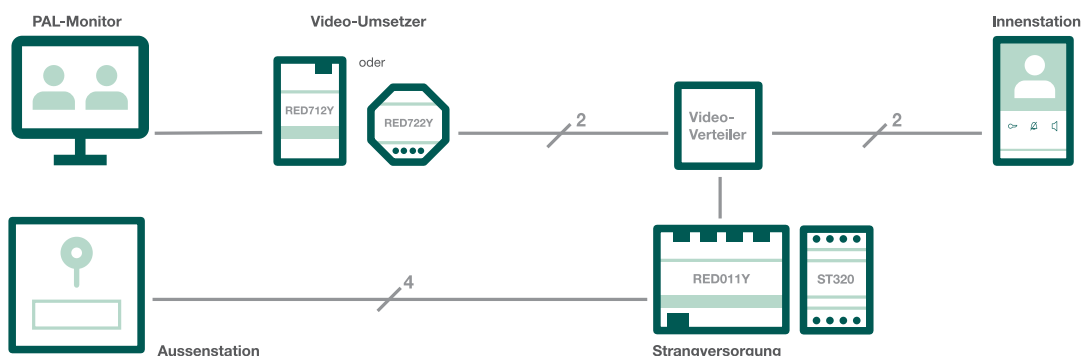 PAL-Monitor
Video-Umsetzer
Innenstation
oder
RED712Y
RED722Y
2
Video-
Verteiler
2
4
RED011Y
ST320
Aussenstation
Strangversorgung